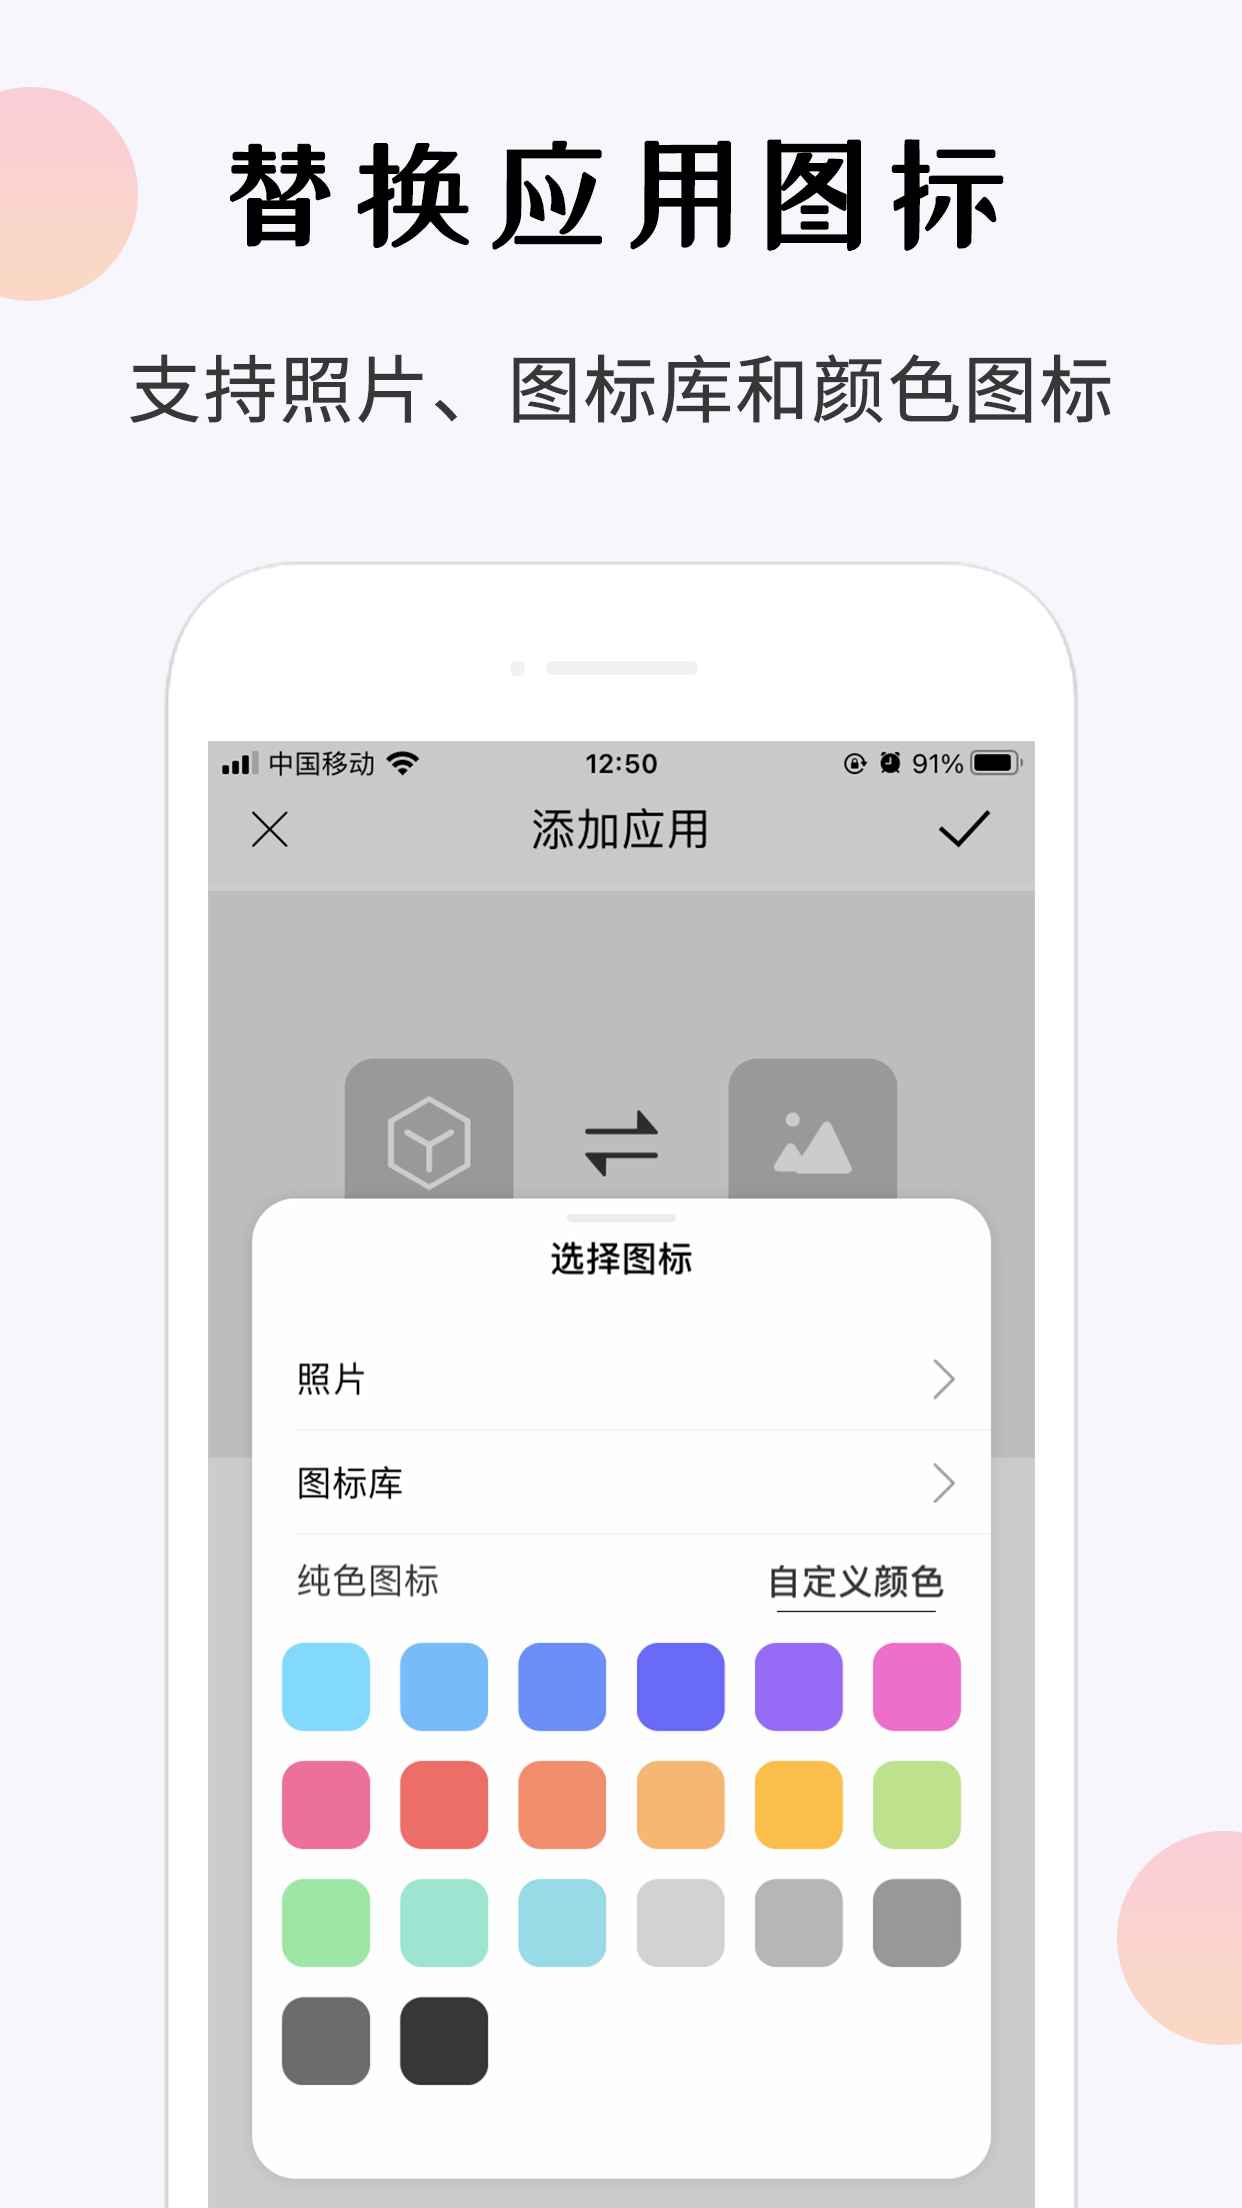 替换应用图标
支持照片、图标库和颜色图标
中国移动 12:50 91%
添加应用
选择图标
照片
图标库
纯色图标 自定义颜色